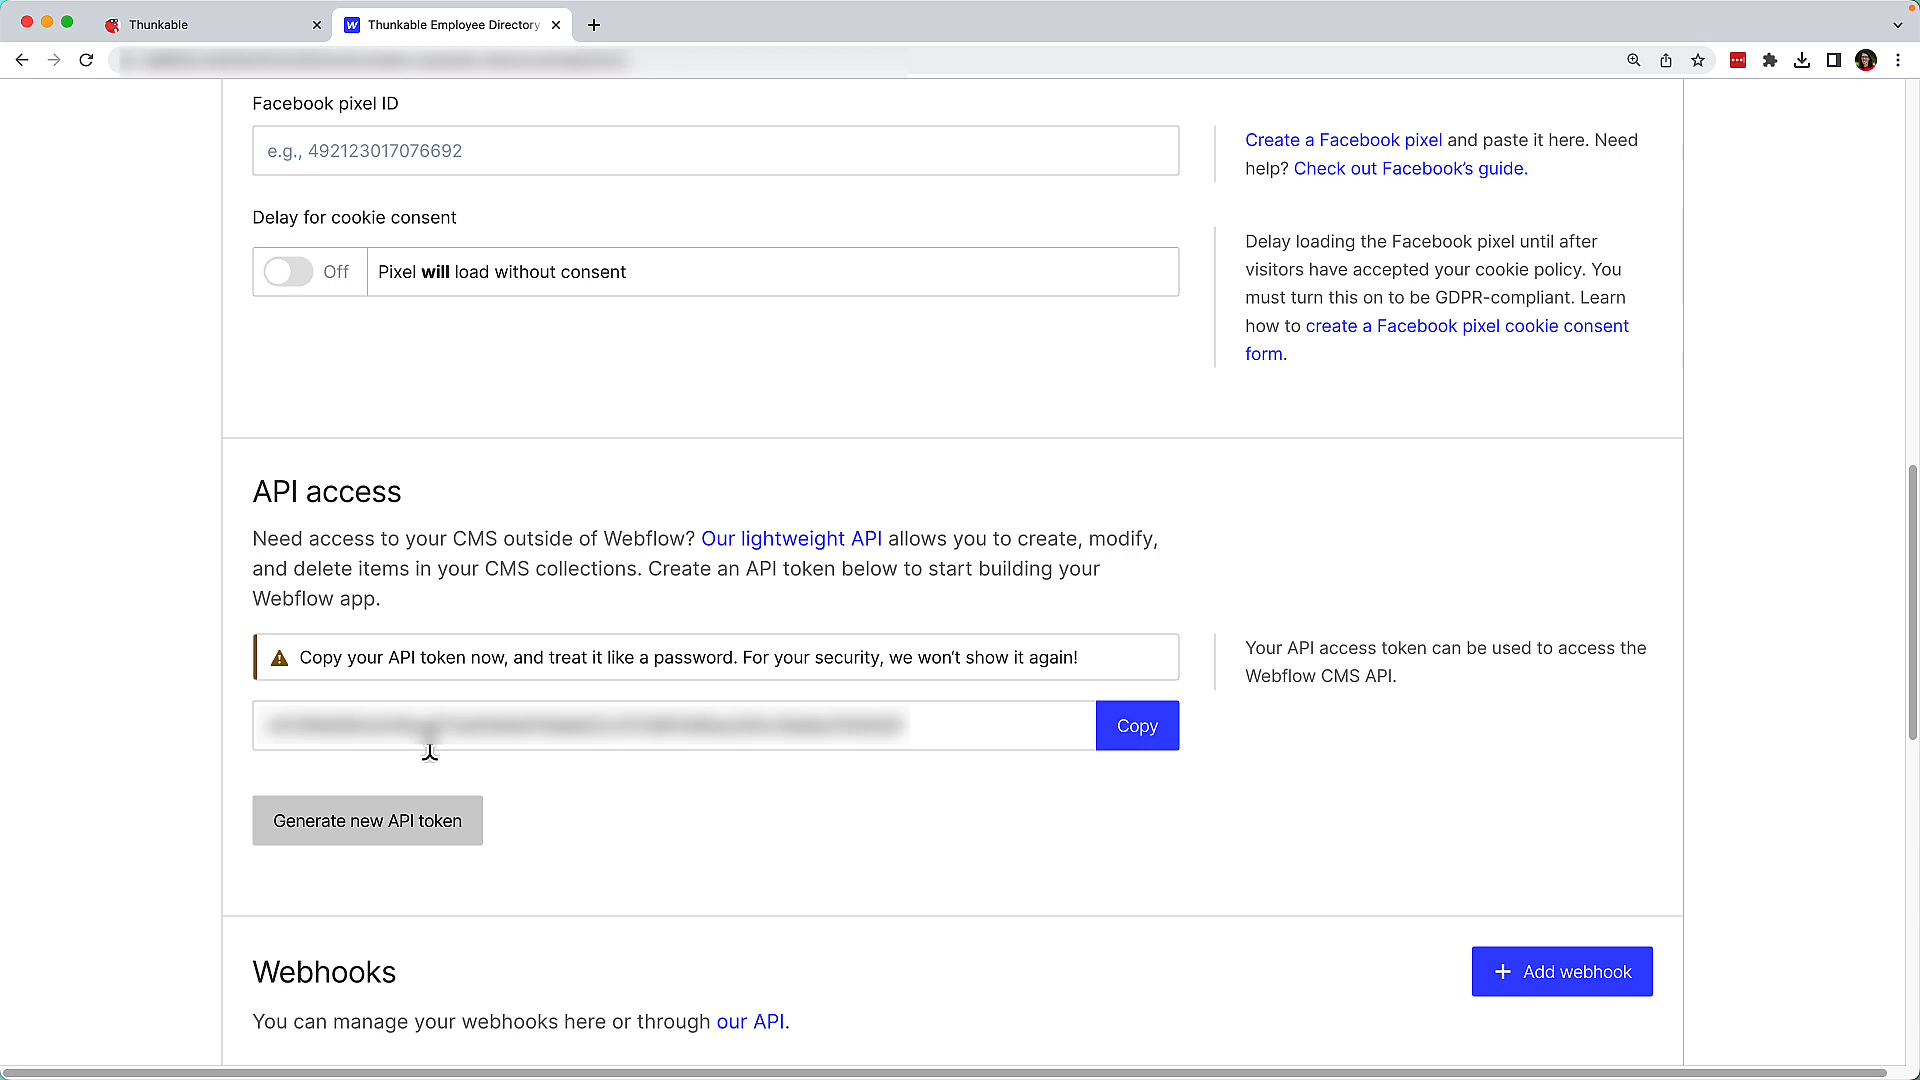 Thunkable
Thunkable Employee Directory
Facebook pixel ID
e.g., 492123017076692
Create a Facebook pixel and paste it here. Need
help? Check out Facebook's guide.
Delay for cookie consent
Off
Pixel will load without consent
Delay loading the Facebook pixel until after
visitors have accepted your cookie policy. You
must turn this on to be GDPR-compliant. Learn
how to create a Facebook pixel cookie consent
form.
API access
Need access to your CMS outside of Webflow? Our lightweight API allows you to create, modify,
and delete items in your CMS collections. Create an API token below to start building your
Webflow app.
Copy your API token now, and treat it like a password. For your security, we won't show it again!
Your API access token can be used to access the
Webflow CMS API.
Copy
Generate new API token
Webhooks
+ Add webhook
You can manage your webhooks here or through our API.